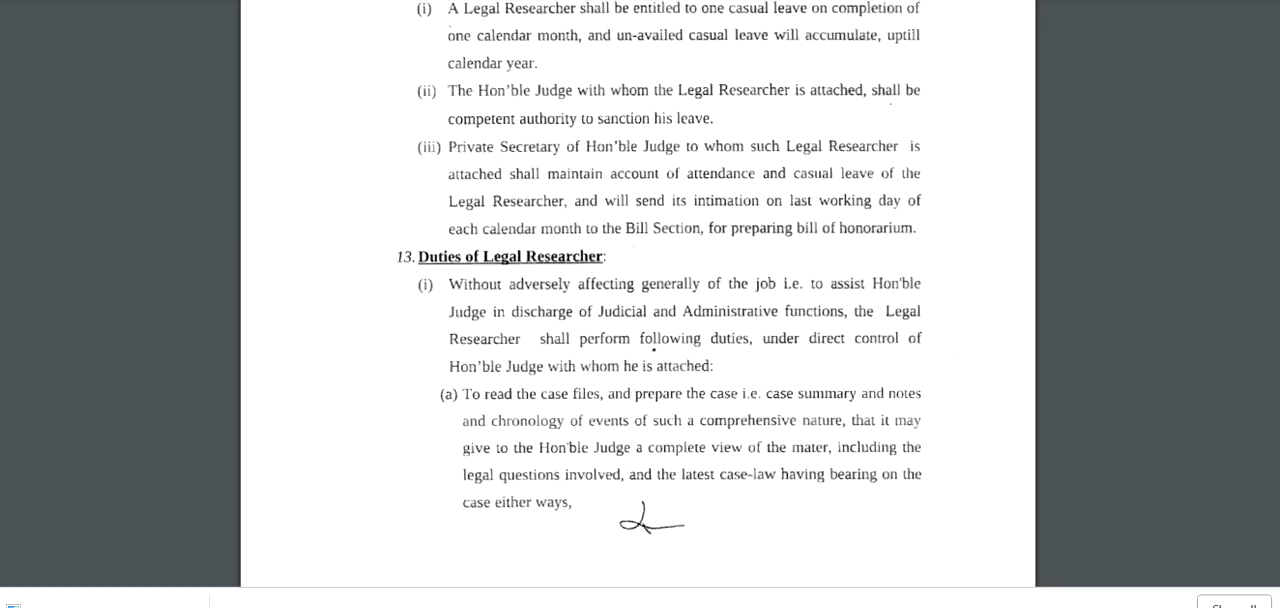 (i) A Legal Researcher shall be entitled to one casual leave on completion of
one calendar month, and un-availed casual leave will accumulate, uptill
calendar year.
(ii) The Hon'ble Judge with whom the Legal Researcher is attached, shall be
competent authority to sanction his leave.
(iii) Private Secretary of Hon'ble Judge to whom such Legal Researcher is
attached shall maintain account of attendance and casual leave of the
Legal Researcher, and will send its intimation on last working day of
each calendar month to the Bill Section, for preparing bill of honorarium.
13. Duties of Legal Researcher:
(i) Without adversely affecting generally of the job i.e. to assist Hon'ble
Judge in discharge of Judicial and Administrative functions, the Legal
Researcher shall perform following duties, under direct control of
Hon'ble Judge with whom he is attached:
(a) To read the case files, and prepare the case i.e. case summary and notes
and chronology of events of such a comprehensive nature, that it may
give to the Hon'ble Judge a complete view of the mater, including the
legal questions involved, and the latest case-law having bearing on the
case either ways,